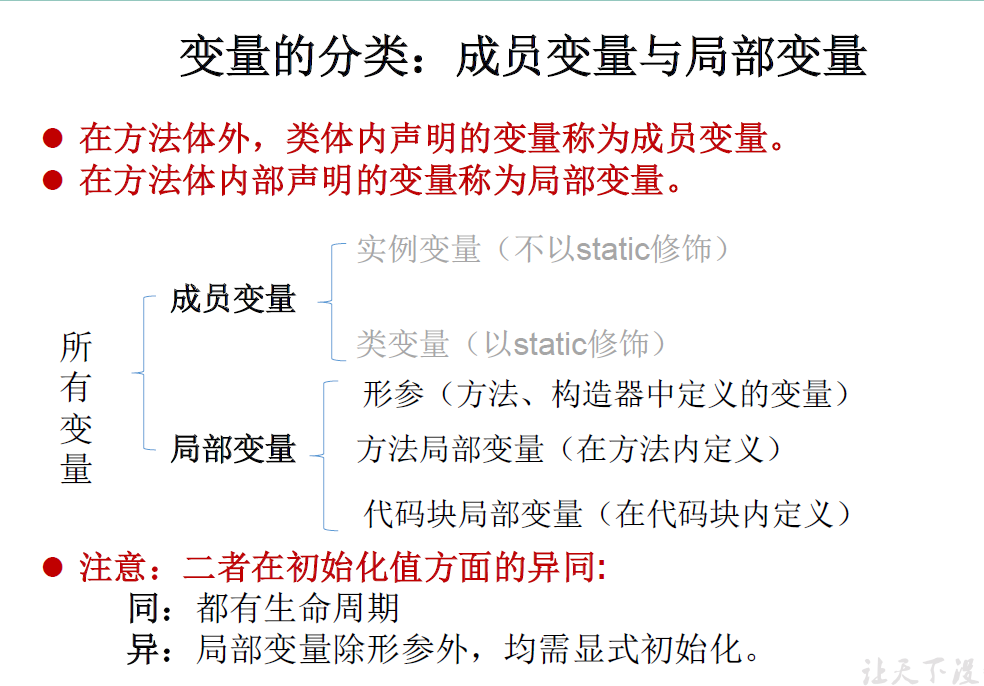 变量的分类：成员变量与局部变量
在方法体外，类体内声明的变量称为成员变量。
在方法体内部声明的变量称为局部变量。
所有变量
成员变量
实例变量（不以static修饰）
类变量（以static修饰）
局部变量
形参（方法、构造器中定义的变量）
方法局部变量（在方法内定义）
代码块局部变量（在代码块内定义）
注意：二者在初始化值方面的异同:
同：都有生命周期
异：局部变量除形参外，均需显式初始化。
让天下没